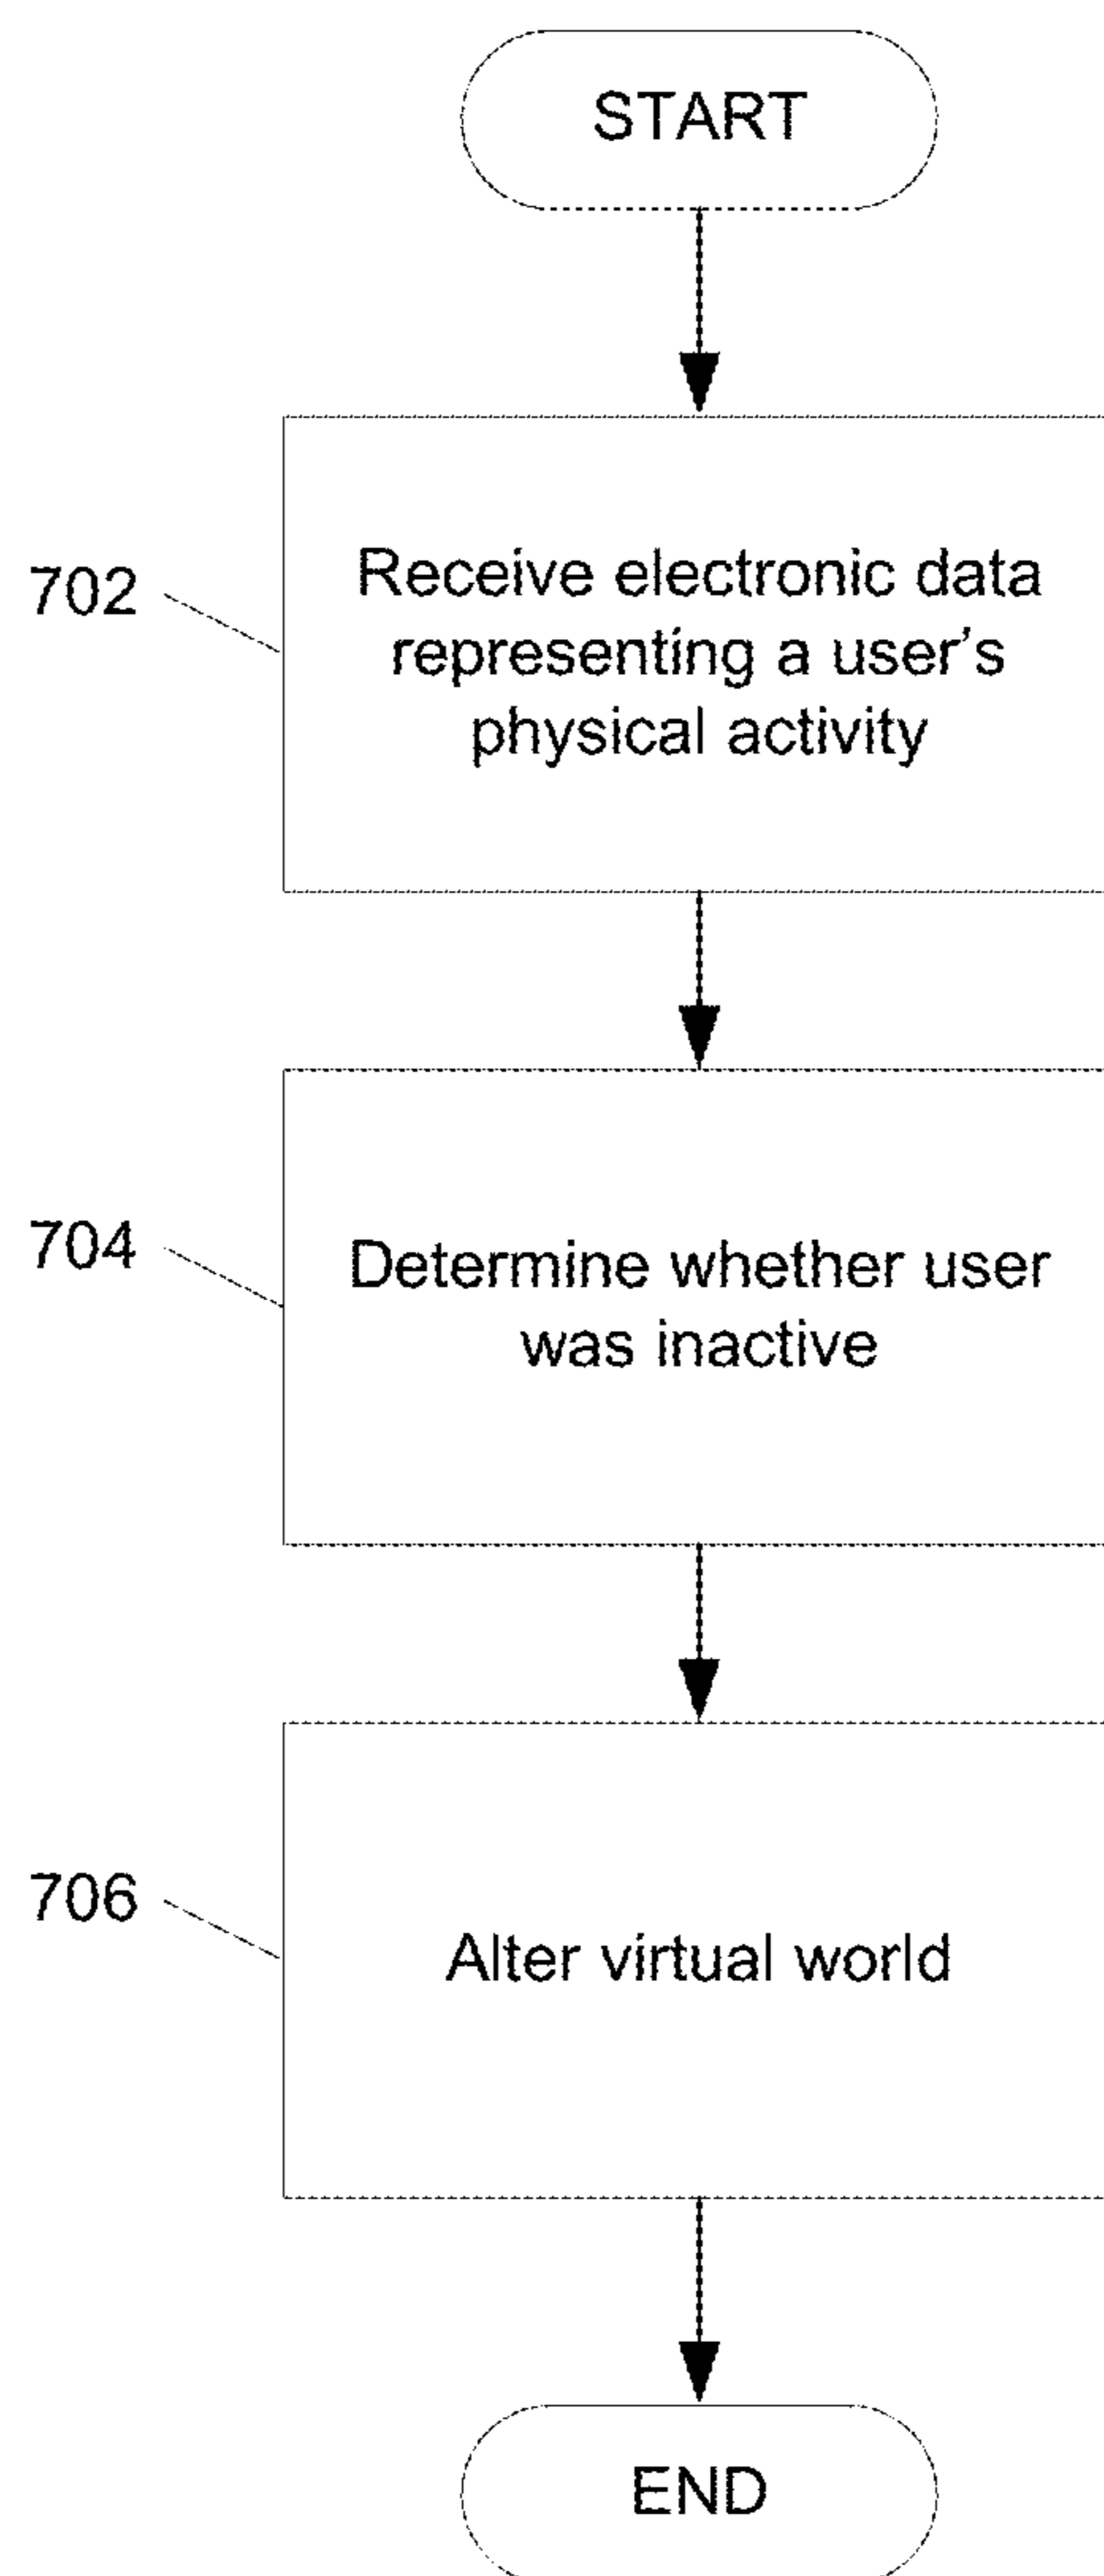 START
702
Receive electronic data
representing a user's
physical activity
704
Determine whether user
was inactive
706
Alter virtual world
END